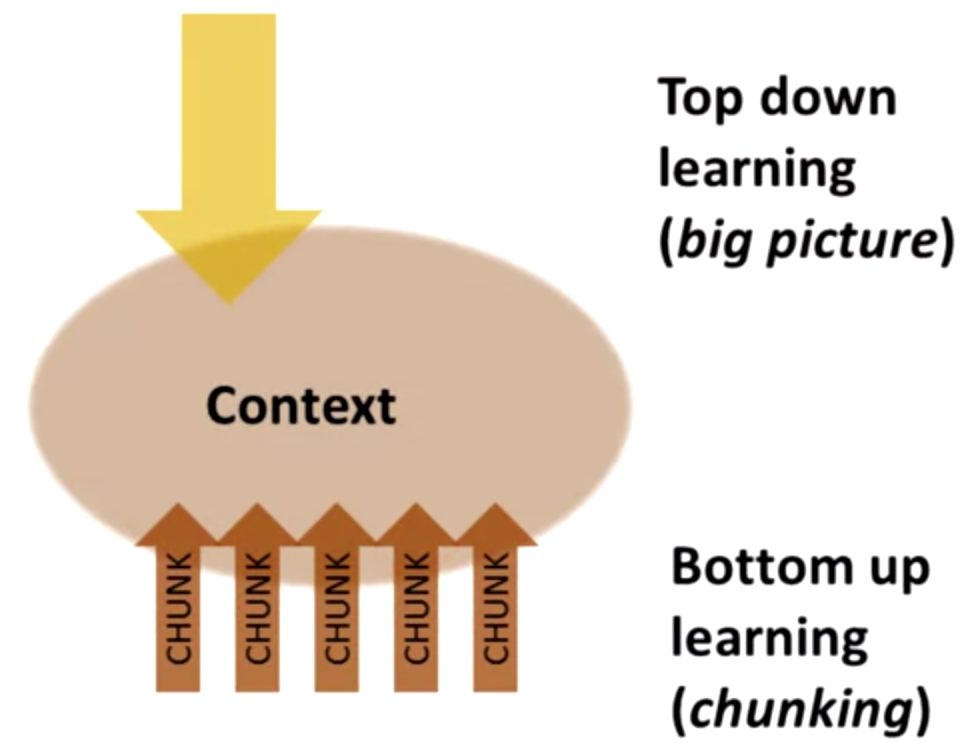 Top down
learning
(big picture)
Context
CHUNK
CHUNK
CHUNK
CHUNK
CHUNK
Bottom up
learning
(chunking)